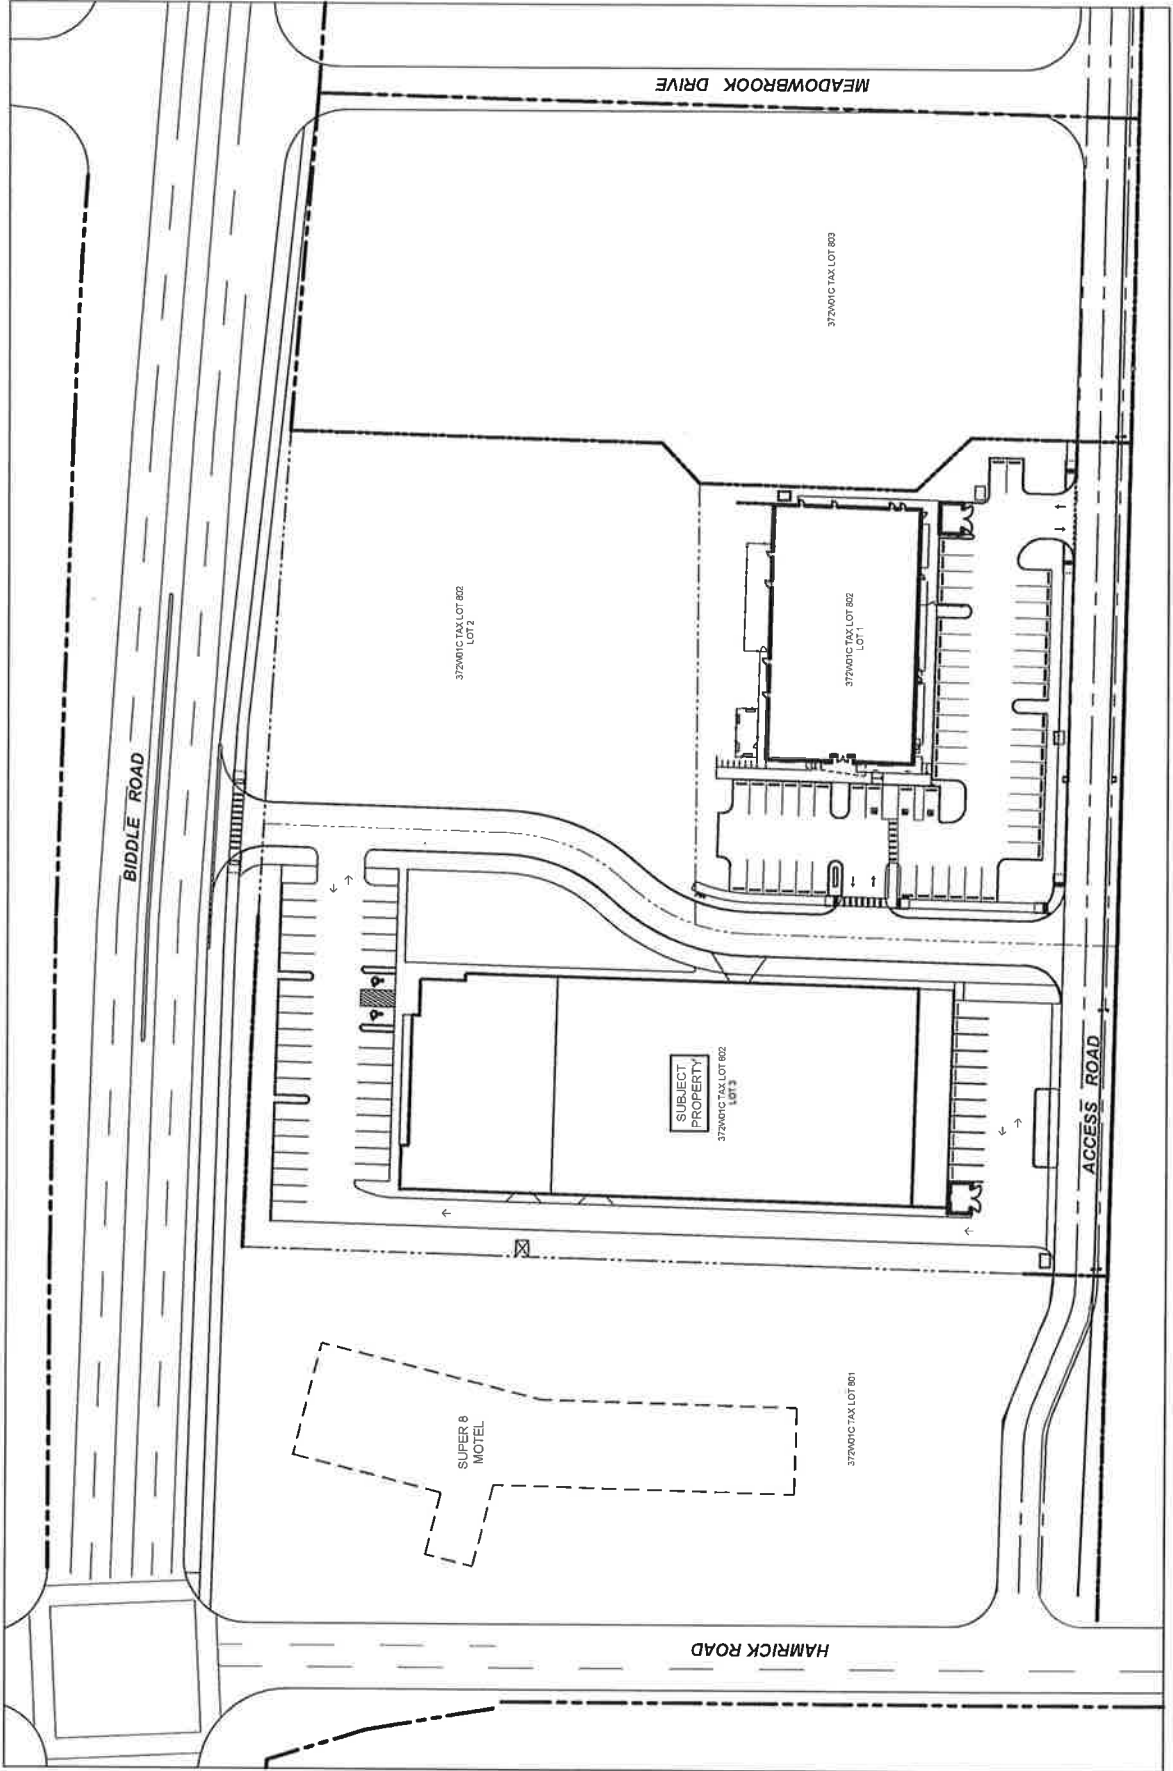 MEADOWBROOK DRIVE
372W01C TAX LOT 803
BIDDLE ROAD
372W01C TAX LOT 802
LOT 2
372W01C TAX LOT 802
LOT 1
SUBJECT
PROPERTY
372W01C TAX LOT 802
LOT 3
ACCESS ROAD
SUPER 8
MOTEL
372W01C TAX LOT 801
HAMRICK ROAD